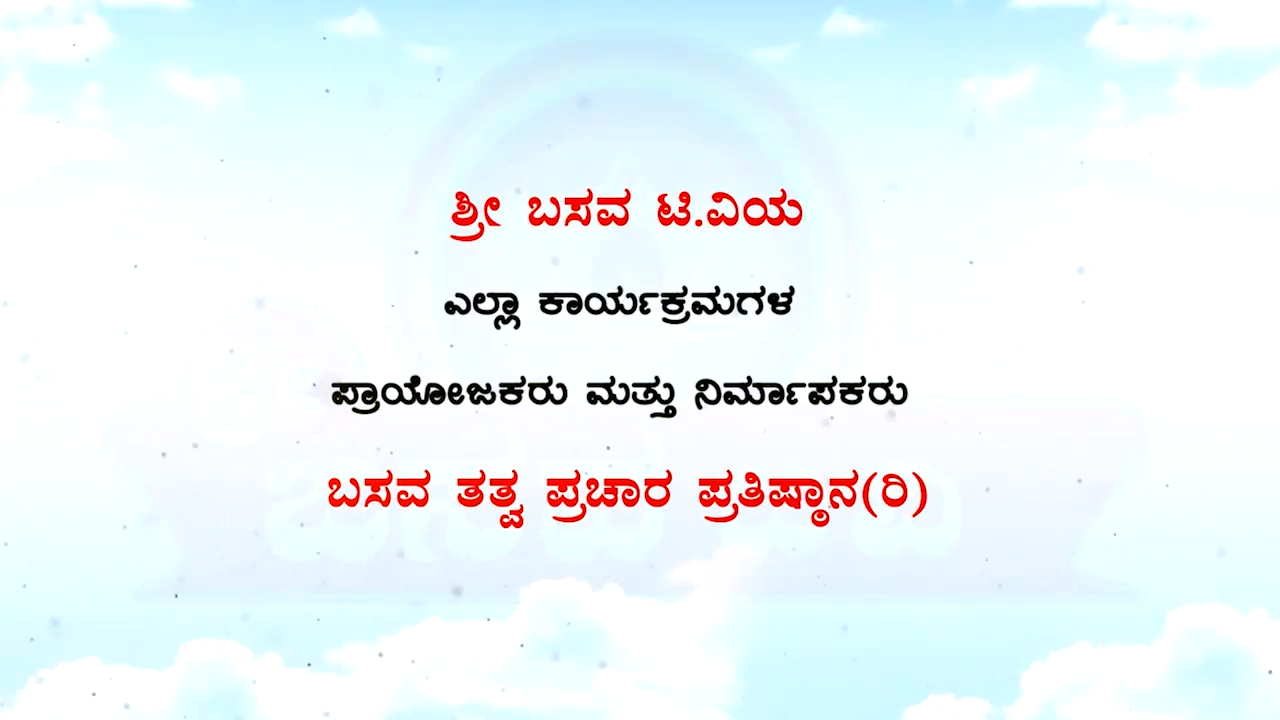 ಶ್ರೀ ಬಸವ ಟಿ.ವಿಯ
ಎಲ್ಲಾ ಕಾರ್ಯಕ್ರಮಗಳ
ಪ್ರಾಯೋಜಕರು ಮತ್ತು ನಿರ್ಮಾಪಕರು
ಬಸವ ತತ್ವ ಪ್ರಚಾರ ಪ್ರತಿಷ್ಠಾನ(ರಿ)